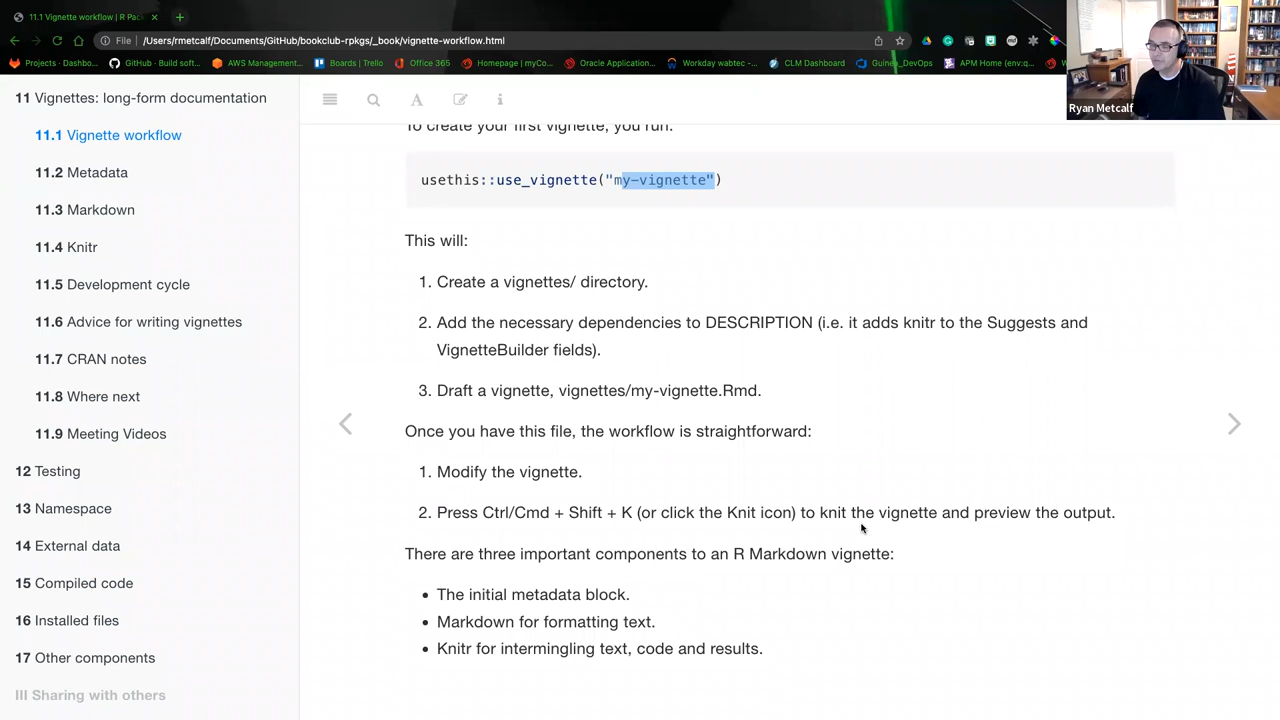 11.1 Vignette workflow | R Pac
File
/Users/rmetcalf/Documents/GitHub/bookclub-rpkgs/_book/vignette-workflow.html
Projects · Dashbo...
GitHub · Build soft...
AWS Management...
Boards | Trello
Office 365
Homepage | myCo...
Oracle Application...
Workday wabtec -...
CLM Dashboard
Guinea_DevOps
APM Home (env:q...
Ryan Metcalf
11 Vignettes: long-form documentation
11.1 Vignette workflow
11.2 Metadata
11.3 Markdown
11.4 Knitr
11.5 Development cycle
11.6 Advice for writing vignettes
11.7 CRAN notes
11.8 Where next
11.9 Meeting Videos
12 Testing
13 Namespace
14 External data
15 Compiled code
16 Installed files
17 Other components
III Sharing with others
To create your first vignette, you run:
usethis::use_vignette("my-vignette")
This will:
1. Create a vignettes/ directory.
2. Add the necessary dependencies to DESCRIPTION (i.e. it adds knitr to the Suggests and
VignetteBuilder fields).
3. Draft a vignette, vignettes/my-vignette.Rmd.
Once you have this file, the workflow is straightforward:
1. Modify the vignette.
2. Press Ctrl/Cmd + Shift + K (or click the Knit icon) to knit the vignette and preview the output.
There are three important components to an R Markdown vignette:
• The initial metadata block.
• Markdown for formatting text.
• Knitr for intermingling text, code and results.